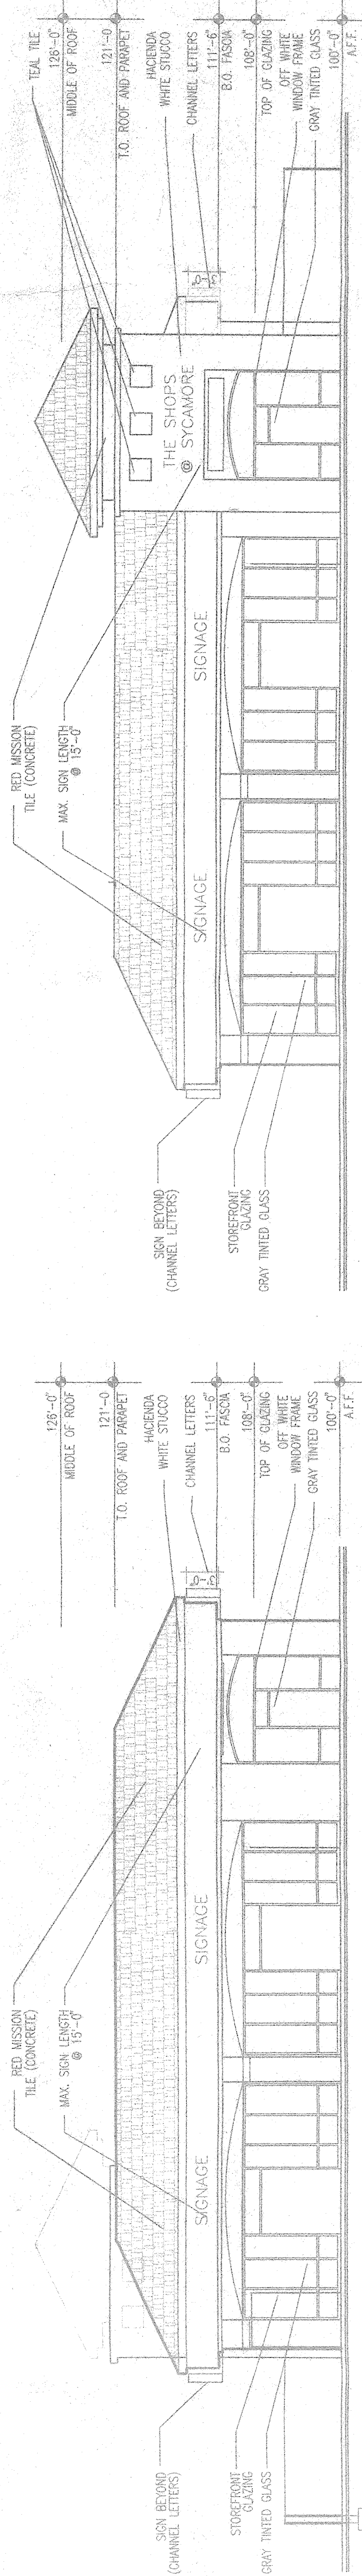 RED MISSION
TILE (CONCRETE)
MAX. SIGN LENGTH
@ 15'-0"
SIGN BEYOND
(CHANNEL LETTERS)
STOREFRONT
GLAZING
GRAY TINTED GLASS
SIGNAGE
SIGNAGE
126'-0"
MIDDLE OF ROOF
121'-0
T.O. ROOF AND PARAPET
HACIENDA
WHITE STUCCO
CHANNEL LETTERS
111'-6"
B.O. FASCIA
108'-0"
TOP OF GLAZING
OFF WHITE
WINDOW FRAME
GRAY TINTED GLASS
100'-0"
A.F.F.
RED MISSION
TILE (CONCRETE)
MAX. SIGN LENGTH
@ 15'-0"
SIGN BEYOND
(CHANNEL LETTERS)
STOREFRONT
GLAZING
GRAY TINTED GLASS
SIGNAGE
SIGNAGE
THE SHOPS
@ SYCAMORE
TEAL TILE
126'-0"
MIDDLE OF ROOF
121'-0
T.O. ROOF AND PARAPET
HACIENDA
WHITE STUCCO
CHANNEL LETTERS
111'-6"
B.O. FASCIA
108'-0"
TOP OF GLAZING
OFF WHITE
WINDOW FRAME
GRAY TINTED GLASS
100'-0"
A.F.F.